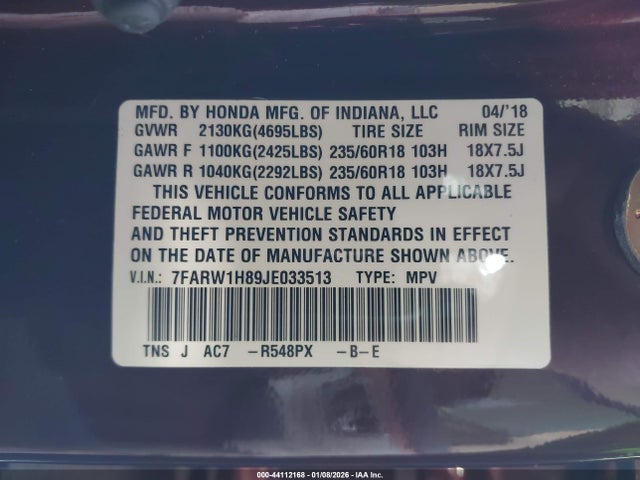 MFD. BY HONDA MFG. OF INDIANA, LLC 04/'18
GVWR 2130KG(4695LBS) TIRE SIZE RIM SIZE
GAWR F 1100KG(2425LBS) 235/60R18 103H 18X7.5J
GAWR R 1040KG(2292LBS) 235/60R18 103H 18X7.5J
THIS VEHICLE CONFORMS TO ALL APPLICABLE
FEDERAL MOTOR VEHICLE SAFETY
AND THEFT PREVENTION STANDARDS IN EFFECT
ON THE DATE OF MANUFACTURE SHOWN ABOVE.
V.I.N.: 7FARW1H89JE033513 TYPE: MPV
TNS J AC7 -R548PX -B-E
000-44112168 - 01/08/2026 - IAA Inc.